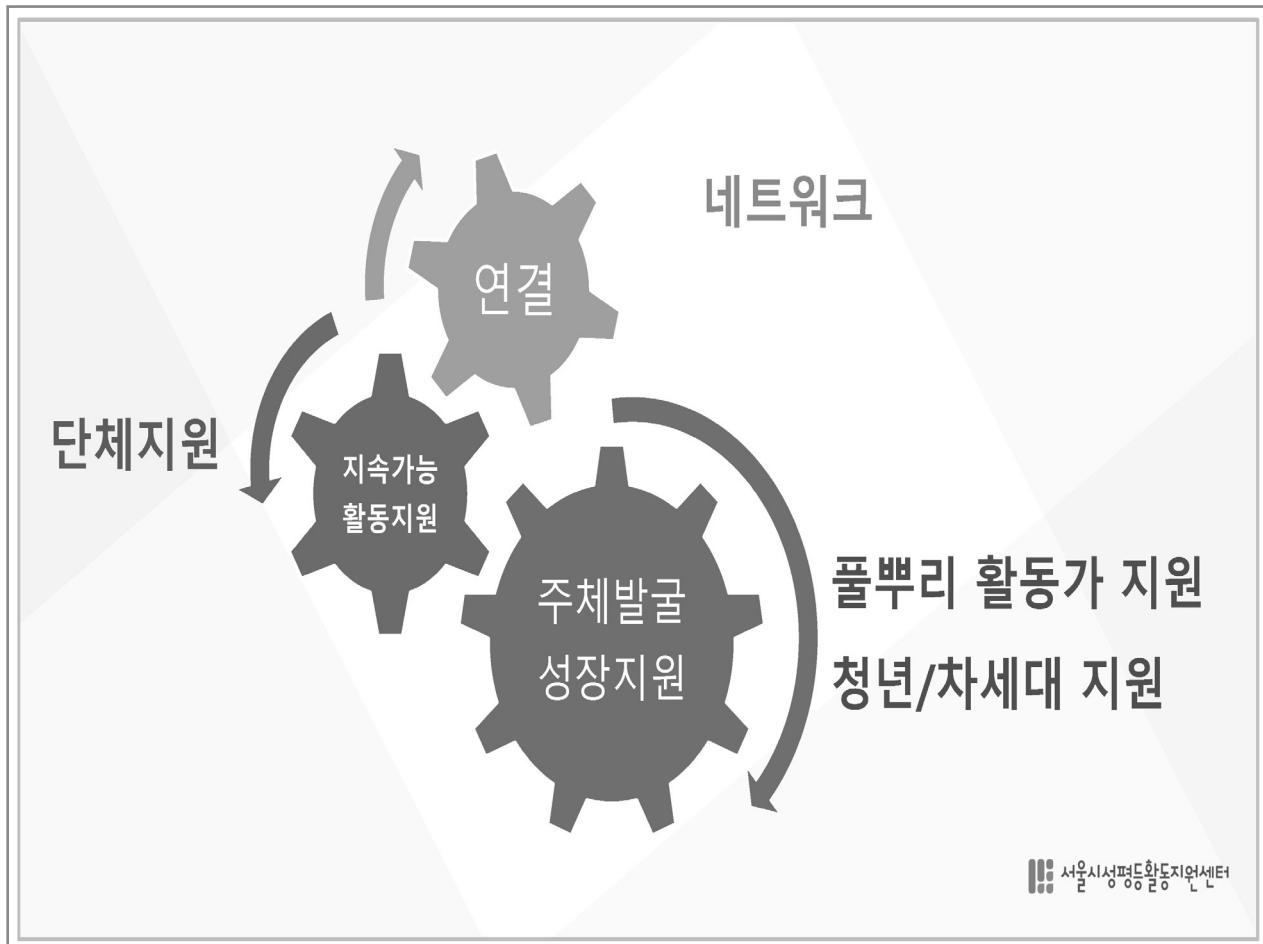 네트워크
연결
단체지원
지속가능
활동지원
주체발굴
성장지원
풀뿌리 활동가 지원
청년/차세대 지원
서울시성평등활동지원센터